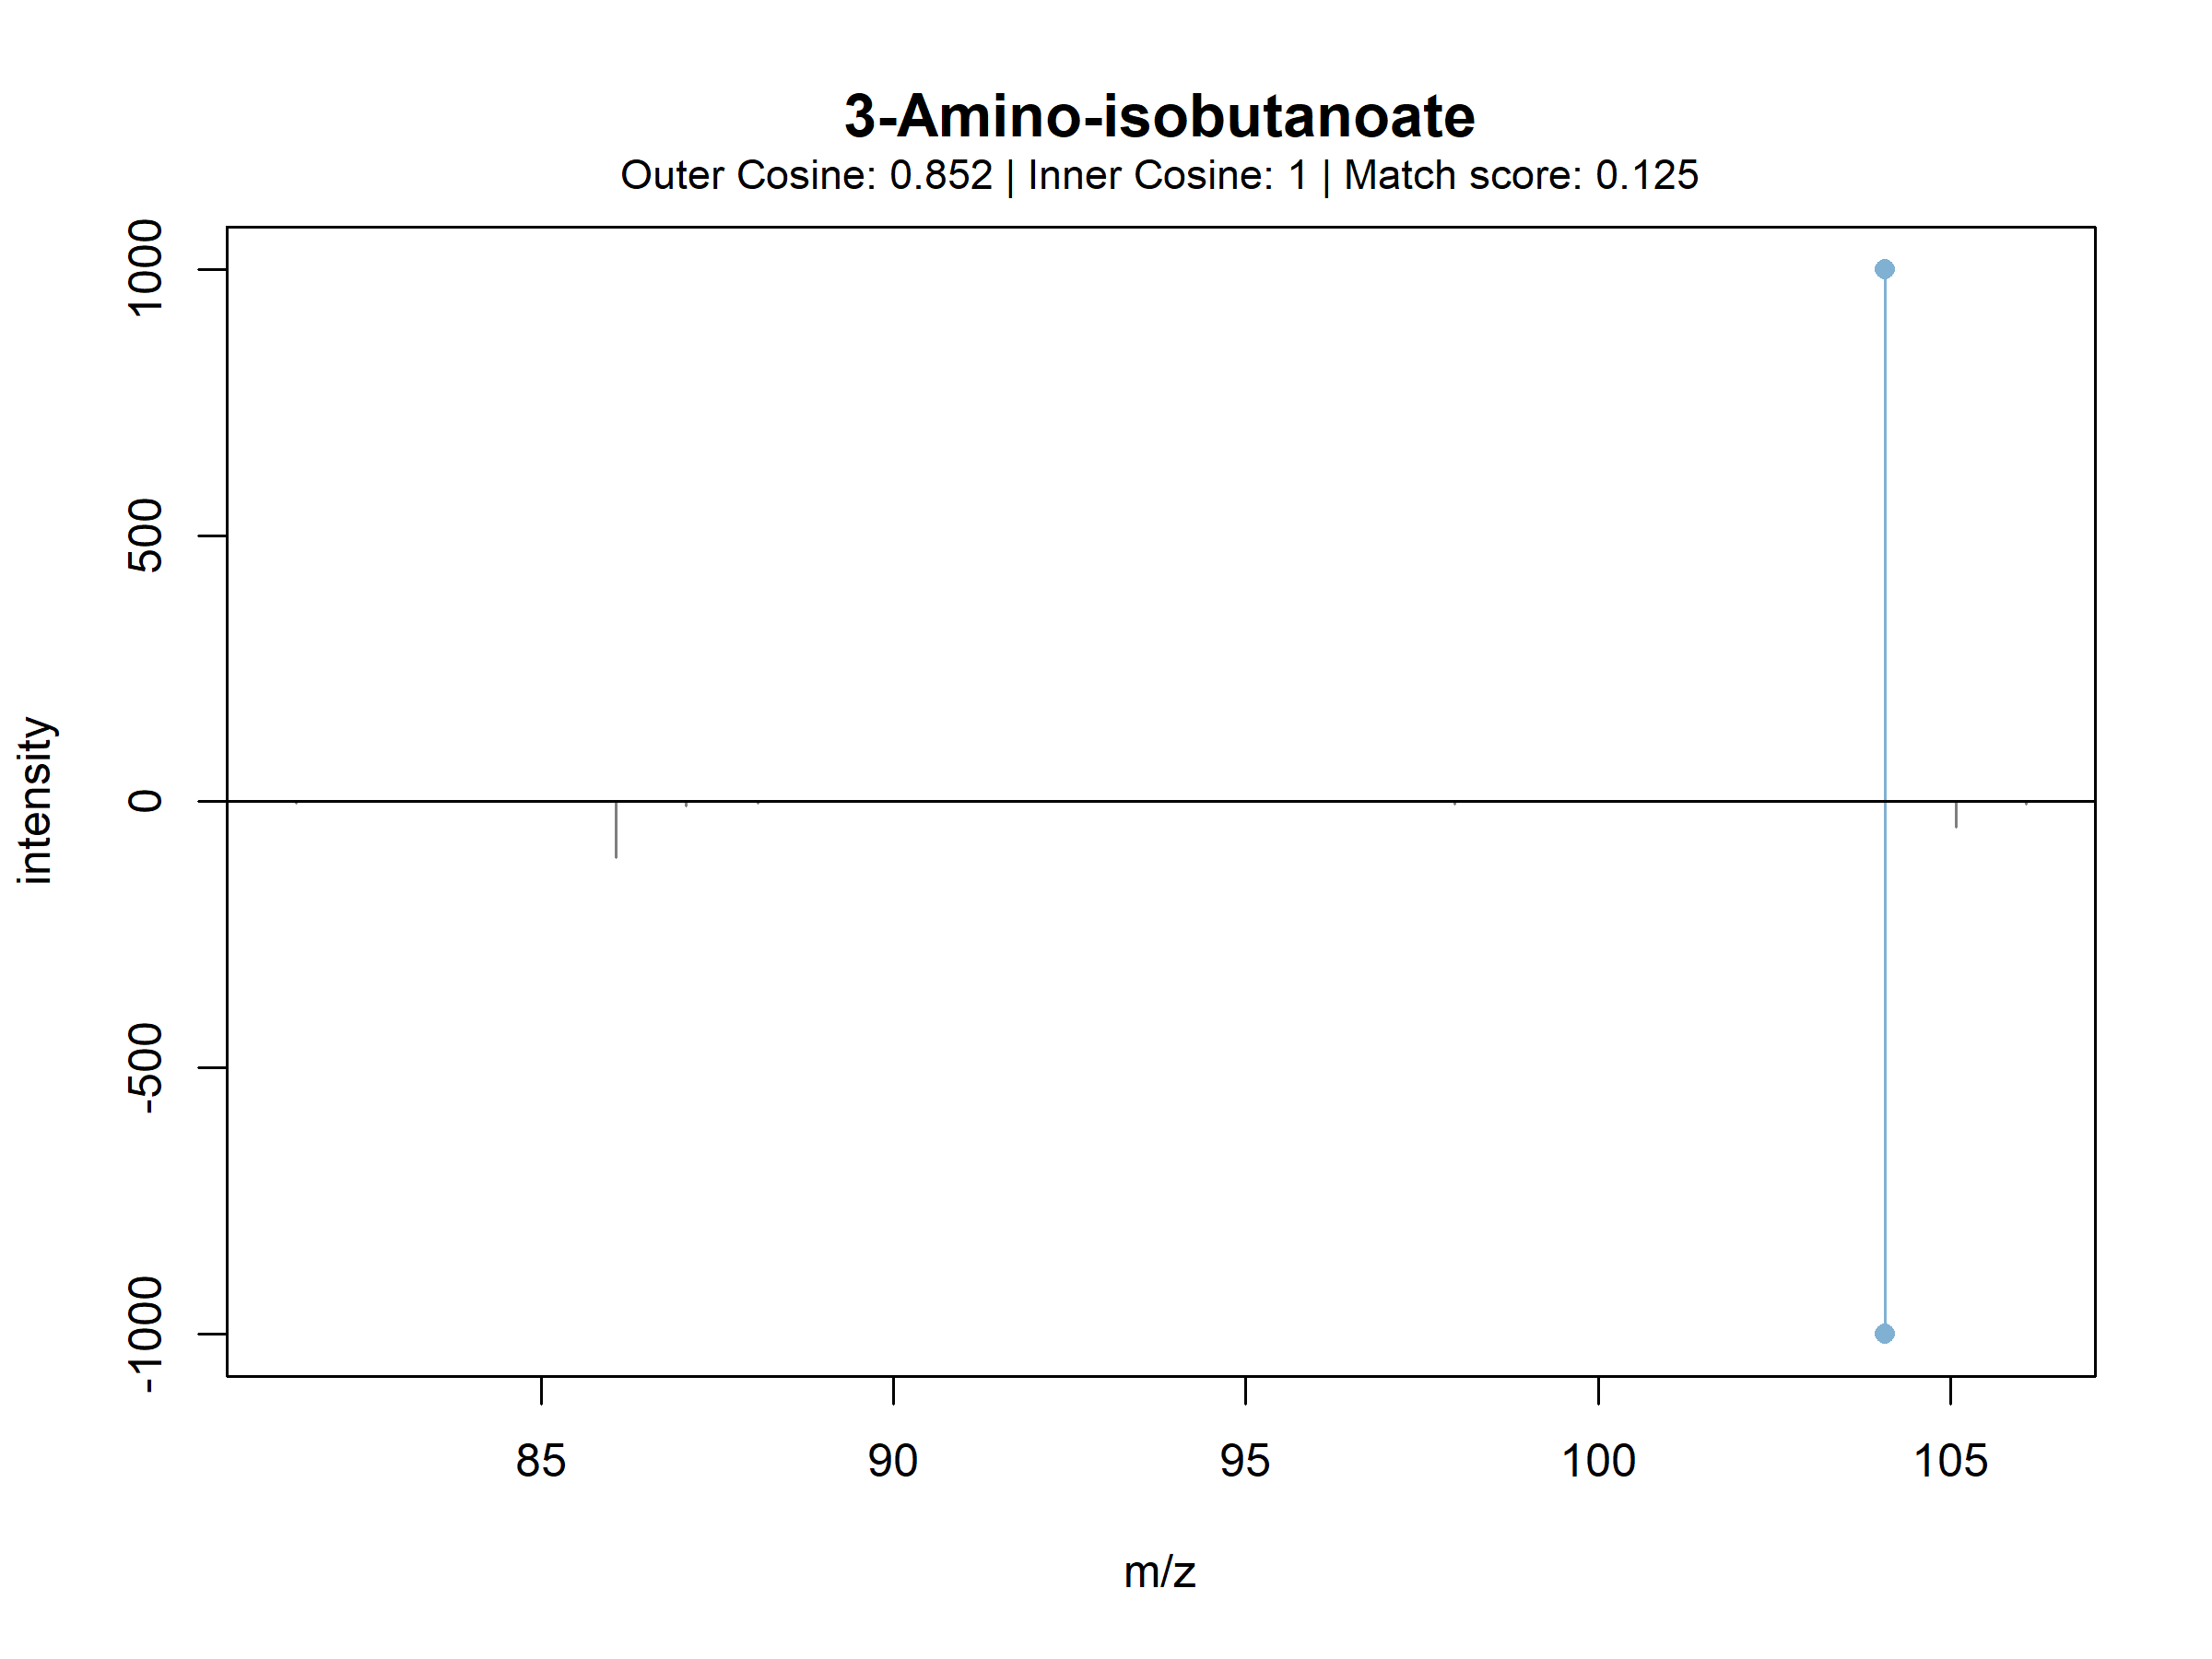 3-Amino-isobutanoate
Outer Cosine: 0.852 | Inner Cosine: 1 | Match score: 0.125
1000
500
0
-500
-1000
intensity
85 90 95 100 105
m/z